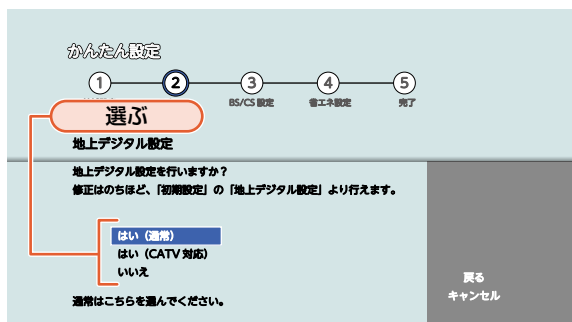 かんたん設定
1 2 3 4 5
BS/CS 設定 省エネ設定 完了
選ぶ
地上デジタル設定
地上デジタル設定を行いますか？
修正はのちほど、「初期設定」の「地上デジタル設定」より行えます。
はい（通常）
はい（CATV 対応）
いいえ
通常はこちらを選んでください。
戻る
キャンセル